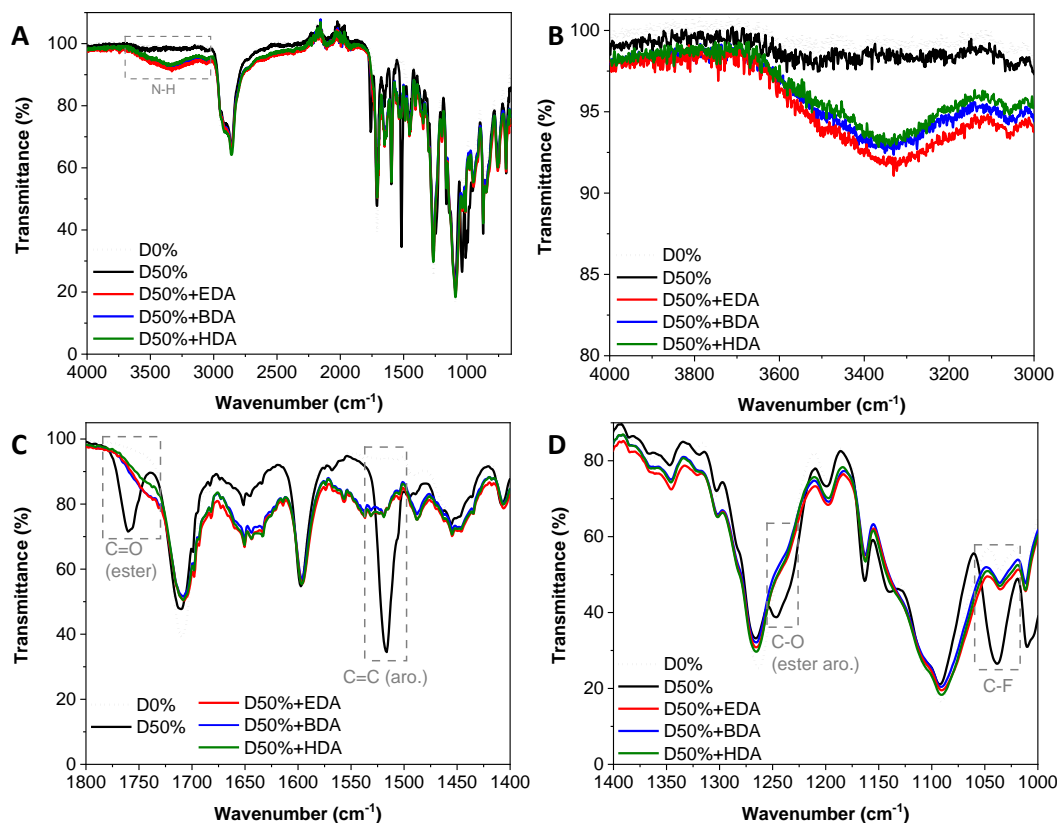 A
100
80
60
40
20
0
Transmittance (%)
N-H
D0%
D50%
D50%+EDA
D50%+BDA
D50%+HDA
4000 3000 2500 2000 1500 1000
Wavenumber (cm-1)
B
100
95
90
85
80
Transmittance (%)
D0%
D50%
D50%+EDA
D50%+BDA
D50%+HDA
4000 3800 3600 3400 3200 3000
Wavenumber (cm-1)
C
100
80
60
40
20
0
Transmittance (%)
C=O
(ester)
C=C (aro.)
D0%
D50%
D50%+EDA
D50%+BDA
D50%+HDA
1800 1700 1600 1550 1500 1450 1400
Wavenumber (cm-1)
D
100
80
60
40
20
0
Transmittance (%)
C-O
(ester aro.)
C-F
D0%
D50%
D50%+EDA
D50%+BDA
D50%+HDA
1400 1300 1250 1200 1150 1100 1050 1000
Wavenumber (cm-1)